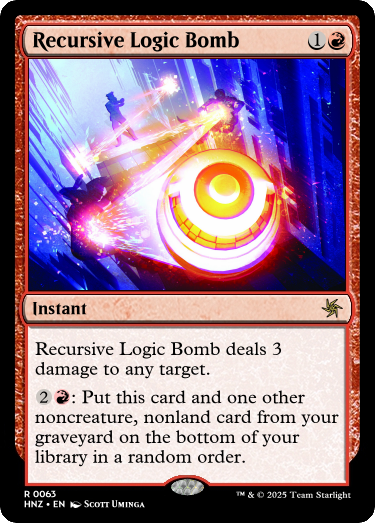 Recursive Logic Bomb 1
Instant
Recursive Logic Bomb deals 3
damage to any target.
2 : Put this card and one other
noncreature, nonland card from your
graveyard on the bottom of your
library in a random order.
R 0063
HNZ • EN Scott Uminga
™ & © 2025 Team Starlight